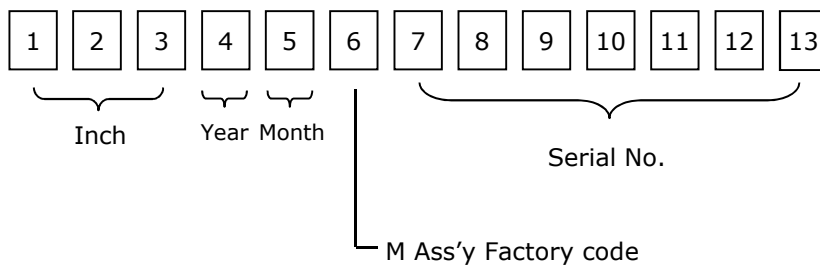 1 2 3 4 5 6 7 8 9 10 11 12 13
Inch Year Month Serial No.
M Ass’y Factory code